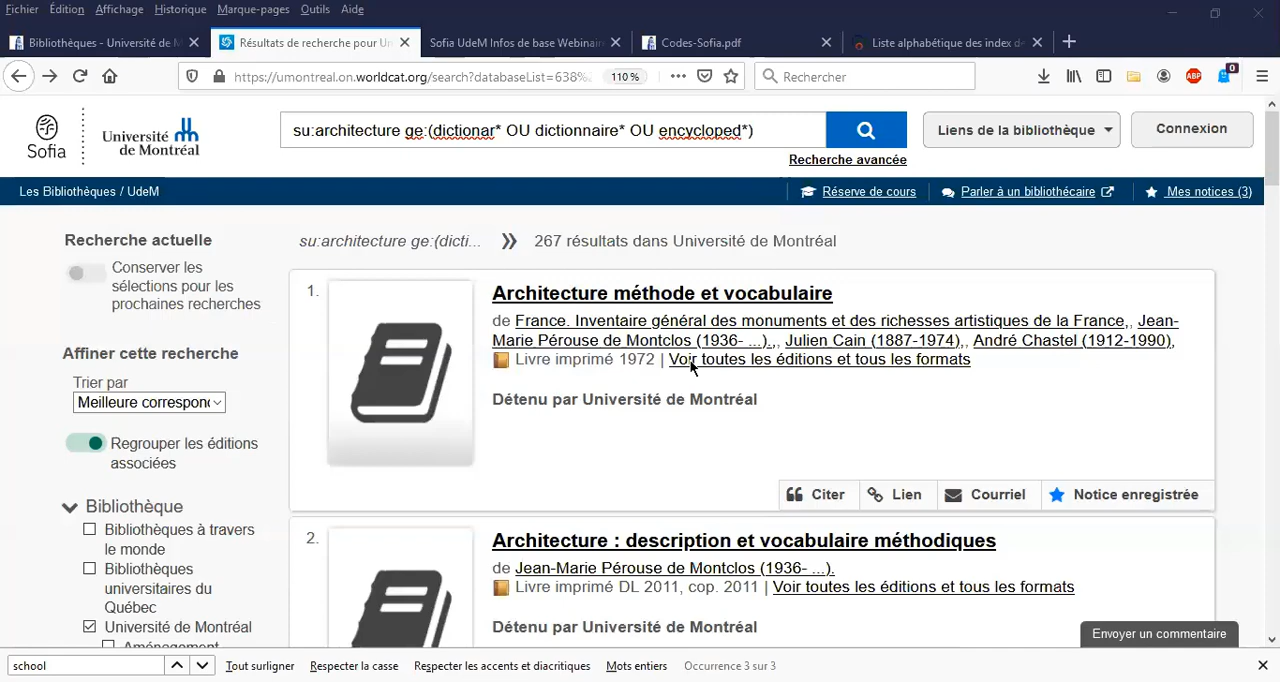 Fichier Édition Affichage Historique Marque-pages Outils Aide
Bibliothèques - Université de M
Résultats de recherche pour Un
Sofia UdeM Infos de base Webinaire
Codes-Sofia.pdf
Liste alphabétique des index de
https://umontreal.on.worldcat.org/search?databaseList=638%
110 %
Rechercher
ABP
0
Sofia
Université de Montréal
su:architecture ge:(dictionar* OU dictionnaire* OU encycloped*)
Liens de la bibliothèque
Connexion
Recherche avancée
Les Bibliothèques / UdeM
Réserve de cours
Parler à un bibliothécaire
Mes notices (3)
Recherche actuelle
Conserver les
sélections pour les
prochaines recherches
Affiner cette recherche
Trier par
Meilleure correspon
Regrouper les éditions
associées
Bibliothèque
Bibliothèques à travers
le monde
Bibliothèques
universitaires du
Québec
Université de Montréal
Aménagement
su:architecture ge:(dicti... » 267 résultats dans Université de Montréal
1.
Architecture méthode et vocabulaire
de France. Inventaire général des monuments et des richesses artistiques de la France,, Jean-
Marie Pérouse de Montclos (1936- ...).,, Julien Cain (1887-1974),, André Chastel (1912-1990),
Livre imprimé 1972 | Voir toutes les éditions et tous les formats
Détenu par Université de Montréal
Citer
Lien
Courriel
Notice enregistrée
2.
Architecture : description et vocabulaire méthodiques
de Jean-Marie Pérouse de Montclos (1936- ...).
Livre imprimé DL 2011, cop. 2011 | Voir toutes les éditions et tous les formats
Détenu par Université de Montréal
Envoyer un commentaire
school
Tout surligner Respecter la casse Respecter les accents et diacritiques Mots entiers Occurrence 3 sur 3